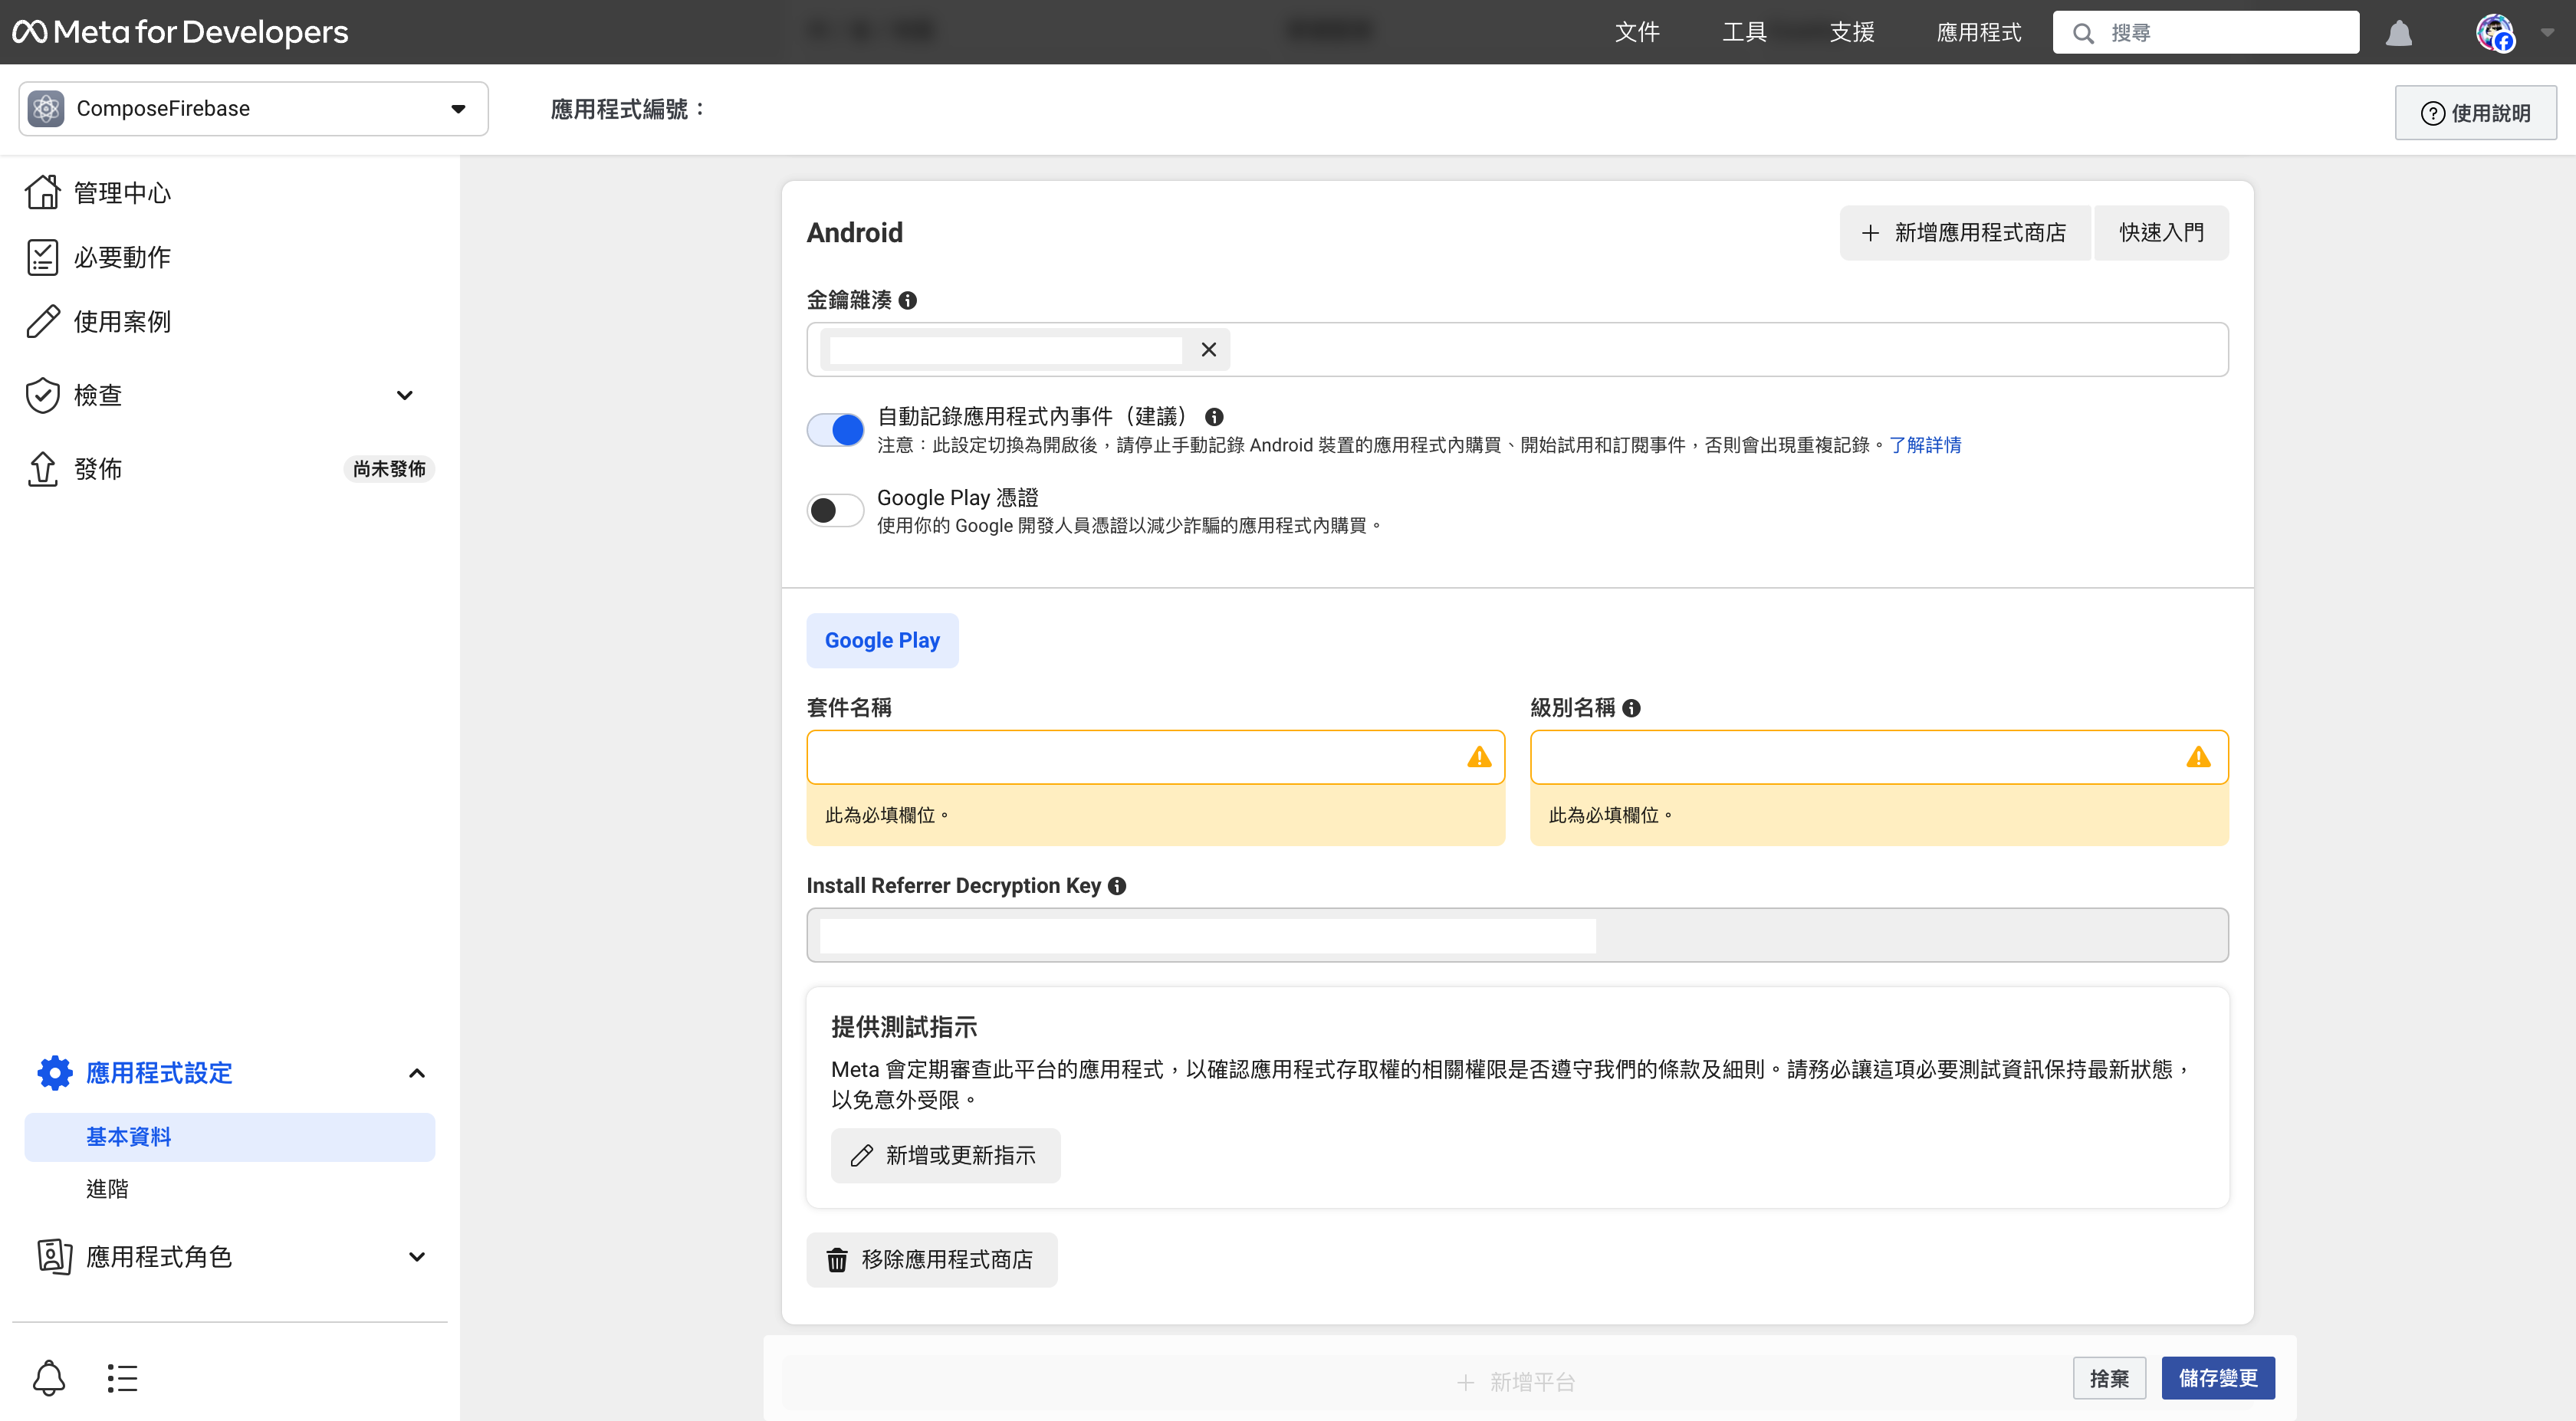 Meta for Developers
文件
工具
支援
應用程式
搜尋
ComposeFirebase
應用程式編號：
使用說明
管理中心
必要動作
使用案例
檢查
發佈
尚未發佈
應用程式設定
基本資料
進階
應用程式角色
Android
新增應用程式商店
快速入門
金鑰雜湊
自動記錄應用程式內事件（建議）
注意：此設定切換為開啟後，請停止手動記錄 Android 裝置的應用程式內購買、開始試用和訂閱事件，否則會出現重複記錄。了解詳情
Google Play 憑證
使用你的 Google 開發人員憑證以減少詐騙的應用程式內購買。
Google Play
套件名稱
級別名稱
此為必填欄位。
此為必填欄位。
Install Referrer Decryption Key
提供測試指示
Meta 會定期審查此平台的應用程式，以確認應用程式存取權的相關權限是否遵守我們的條款及細則。請務必讓這項必要測試資訊保持最新狀態，
以免意外受限。
新增或更新指示
移除應用程式商店
新增平台
捨棄
儲存變更